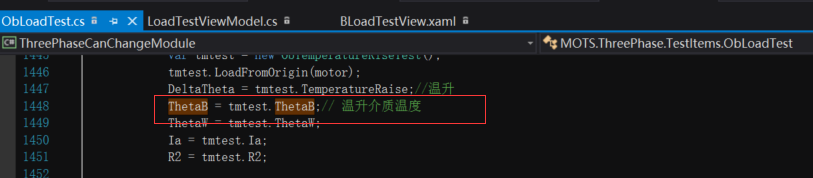 ObLoadTest.cs LoadTestViewModel.cs BLoadTestView.xaml
ThreePhaseCanChangeModule MOTS.ThreePhase.TestItems.ObLoadTest
1445 var tmtest = new ObTemperatureRiseTest();
1446 tmtest.LoadFromOrigin(motor);
1447 DeltaTheta = tmtest.TemperatureRaise;//温升
1448 ThetaB = tmtest.ThetaB;// 温升介质温度
1449 ThetaW = tmtest.ThetaW;
1450 Ia = tmtest.Ia;
1451 R2 = tmtest.R2;
1452